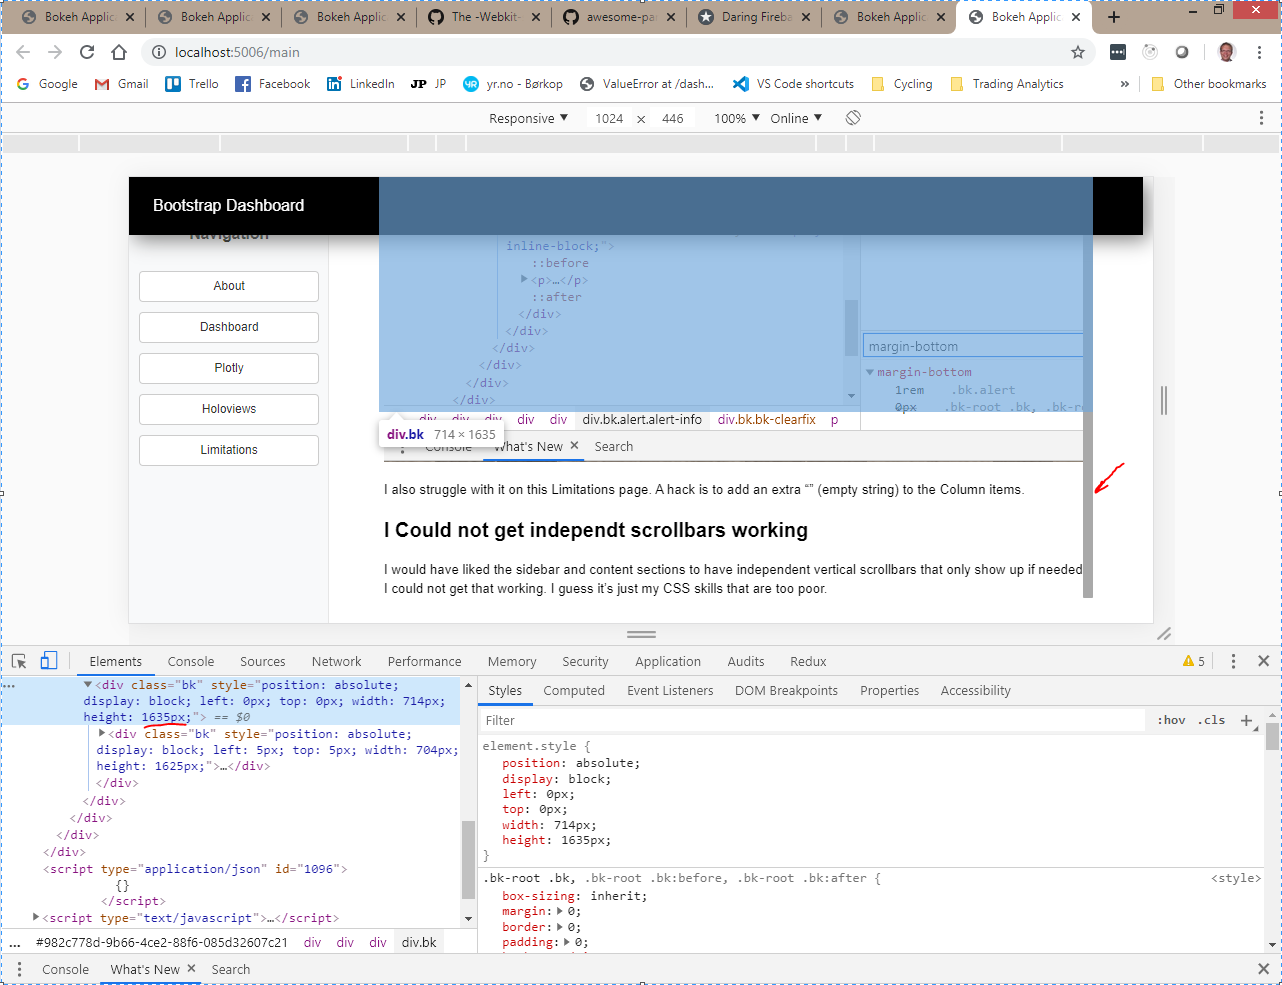 Bokeh Applic
Bokeh Applic
Bokeh Applic
The -Webkit-
awesome-pa
Daring Fireba
Bokeh Applic
Bokeh Applic
localhost:5006/main
Google
Gmail
Trello
Facebook
LinkedIn
JP JP
yr.no - Børkop
ValueError at /dash...
VS Code shortcuts
Cycling
Trading Analytics
»
Other bookmarks
Responsive ▼ 1024 × 446 100% ▼ Online ▼
Bootstrap Dashboard
Navigation
About
Dashboard
Plotly
Holoviews
Limitations
inline-block;">
::before
▶<p>…</p>
::after
</div>
</div>
</div>
</div>
</div>
</div>
margin-bottom
▼margin-bottom
1rem .bk.alert
0px .bk-root .bk, .bk-r
div div div div div div.bk.alert.alert-info div.bk.bk-clearfix p
div.bk 714 × 1635
Console What's New × Search
I also struggle with it on this Limitations page. A hack is to add an extra “” (empty string) to the Column items.
I Could not get independt scrollbars working
I would have liked the sidebar and content sections to have independent vertical scrollbars that only show up if needed
I could not get that working. I guess it’s just my CSS skills that are too poor.
Elements Console Sources Network Performance Memory Security Application Audits Redux 5
...
▼<div class="bk" style="position: absolute;
display: block; left: 0px; top: 0px; width: 714px;
height: 1635px;"> == $0
▶<div class="bk" style="position: absolute;
display: block; left: 5px; top: 5px; width: 704px;
height: 1625px;">…</div>
</div>
</div>
</div>
</div>
</div>
<script type="application/json" id="1096">
{}
</script>
▶<script type="text/javascript">…</script>
... #982c778d-9b66-4ce2-88f6-085d32607c21 div div div div.bk
Styles Computed Event Listeners DOM Breakpoints Properties Accessibility
Filter :hov .cls +
element.style {
position: absolute;
display: block;
left: 0px;
top: 0px;
width: 714px;
height: 1635px;
}
.bk-root .bk, .bk-root .bk:before, .bk-root .bk:after { <style>
box-sizing: inherit;
margin:▶0;
border:▶0;
padding:▶0;
Console What's New × Search